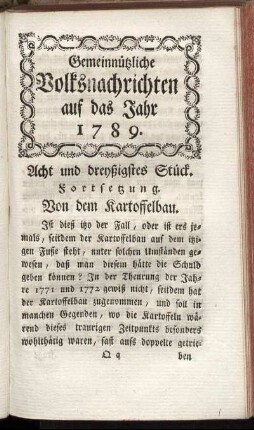 Gemeinnützliche
Volksnachrichten
auf das Jahr
1789.
Acht und dreyßigstes Stück.
Fortsetzung.
Von dem Kartoffelbau.
Ist dieß itzo der Fall, oder ist ers je-
mals, seitdem der Kartoffelbau auf dem itzi-
gen Fuße steht, unter solchen Umständen ge-
wesen, daß man diesem hätte die Schuld
geben können? In der Theurung der Jah-
re 1771 und 1772 gewiß nicht, seitdem hat
der Kartoffelbau zugenommen, und soll in
manchen Gegenden, wo die Kartoffeln wäh-
rend dieses traurigen Zeitpunkts besonders
wohlthätig waren, fast aufs doppelte getrie-
Q q
ben